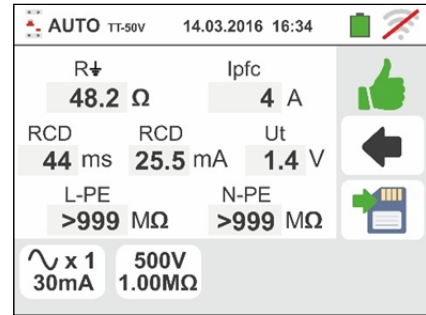 AUTO TT-50V 14.03.2016 16:34
R⏚ Ipfc
48.2 Ω 4 A
RCD RCD Ut
44 ms 25.5 mA 1.4 V
L-PE N-PE
>999 MΩ >999 MΩ
∿ x 1 500V
30mA 1.00MΩ